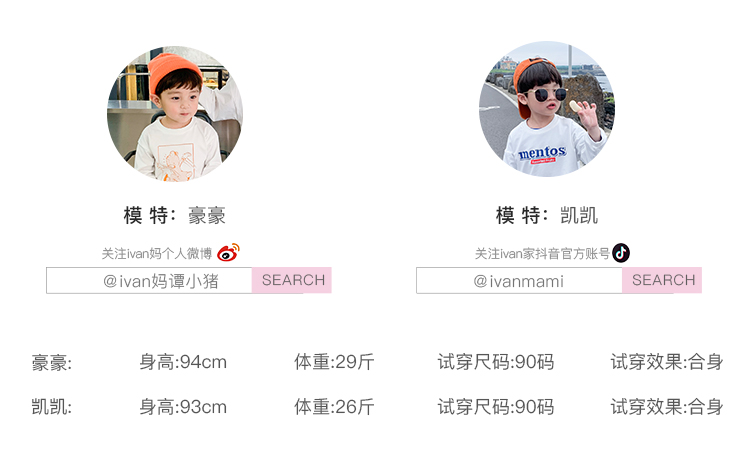 mentos
模 特： 豪豪
模 特： 凯凯
关注ivan妈个人微博
关注ivan家抖音官方账号
@ivan妈谭小猪 SEARCH
@ivanmami SEARCH
豪豪: 身高:94cm 体重:29斤 试穿尺码:90码 试穿效果:合身
凯凯: 身高:93cm 体重:26斤 试穿尺码:90码 试穿效果:合身